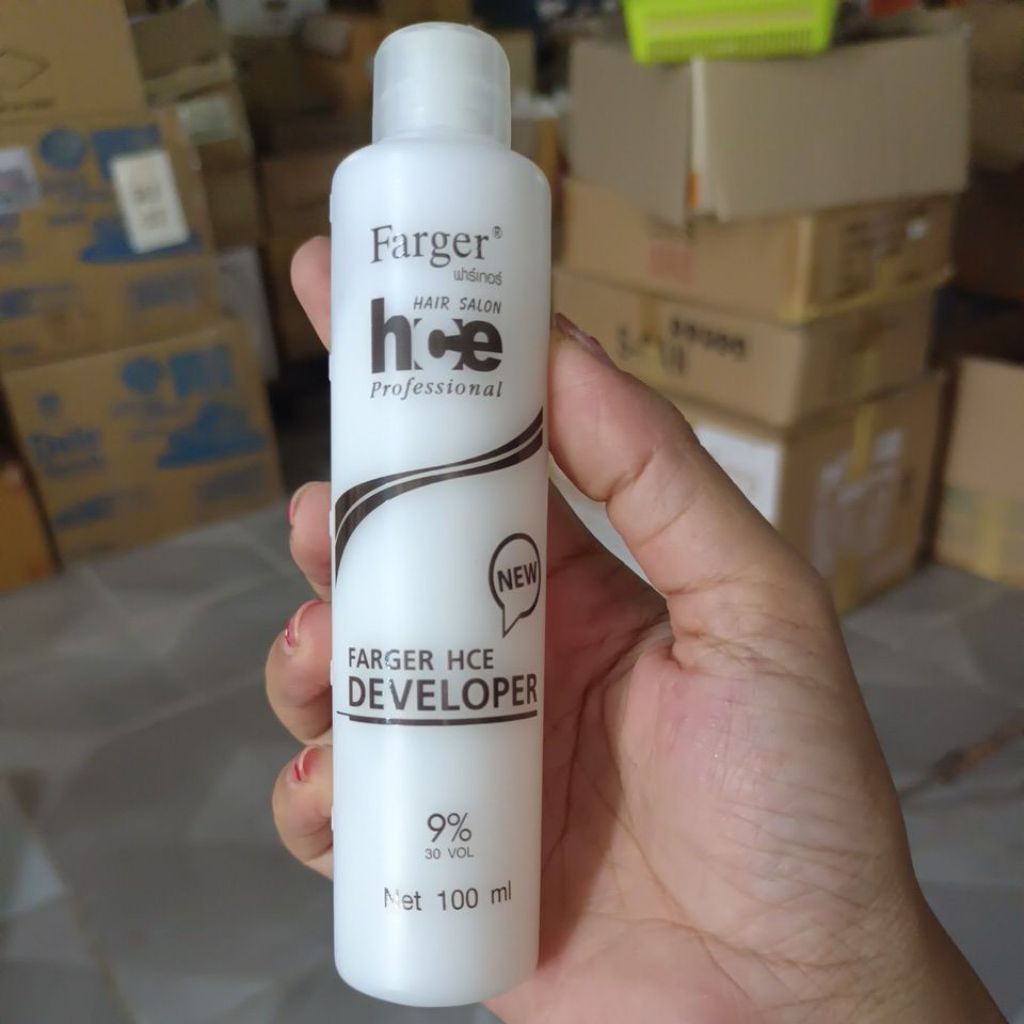 Farger®
ฟาร์เกอร์
HAIR SALON
hce
Professional
NEW
FARGER HCE
DEVELOPER
9%
30 VOL
Net 100 ml